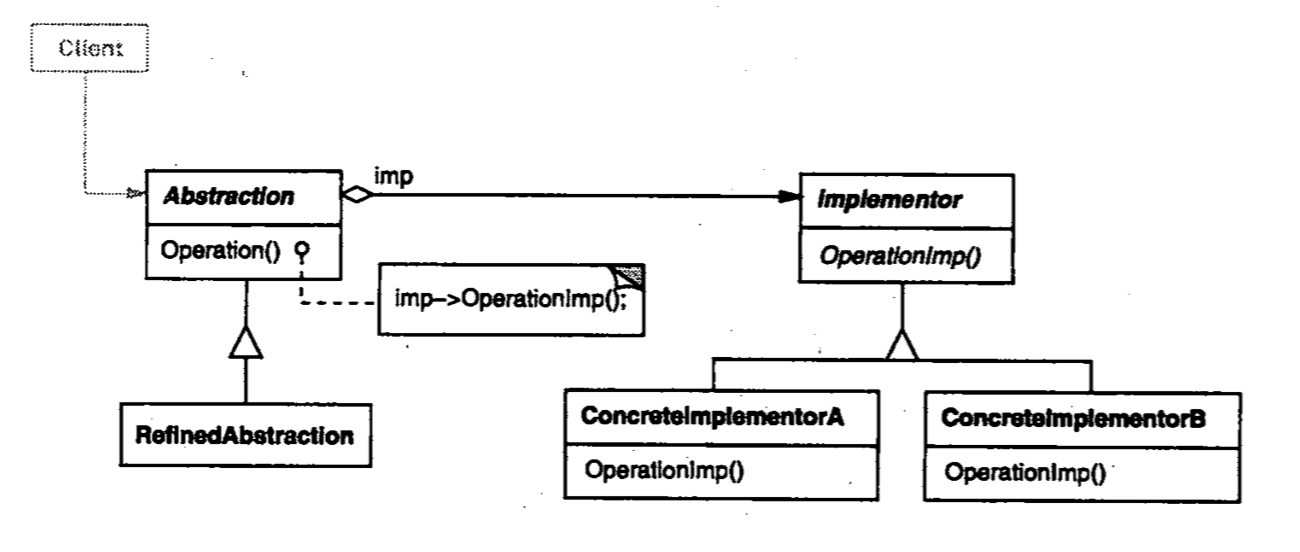 Client
imp
Abstraction
Implementor
Operation()
OperationImp()
imp->OperationImp();
RefinedAbstraction
ConcreteImplementorA
ConcreteImplementorB
OperationImp()
OperationImp()